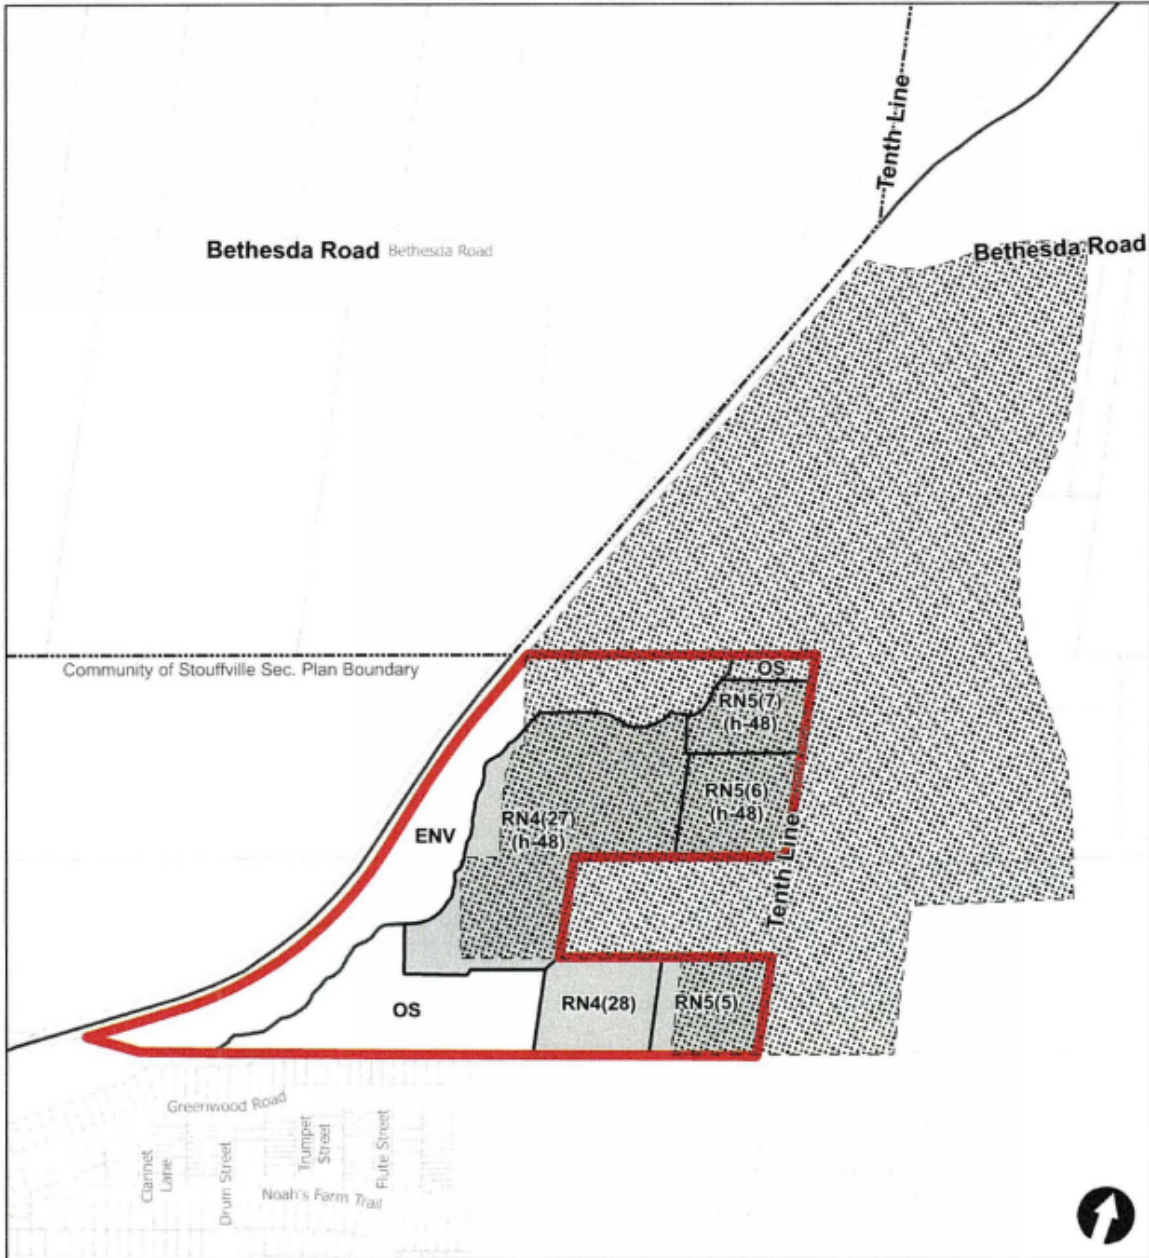 Tenth Line
Bethesda Road Bethesda Road
Bethesda Road
Community of Stouffville Sec. Plan Boundary
OS
RN5(7)
(h-48)
RN5(6)
(h-48)
RN4(27)
(h-48)
ENV
Tenth Line
OS
RN4(28)
RN5(5)
Greenwood Road
Clarinet
Lane
Drum Street
Trumpet
Street
Flute Street
Noah's Farm Trail